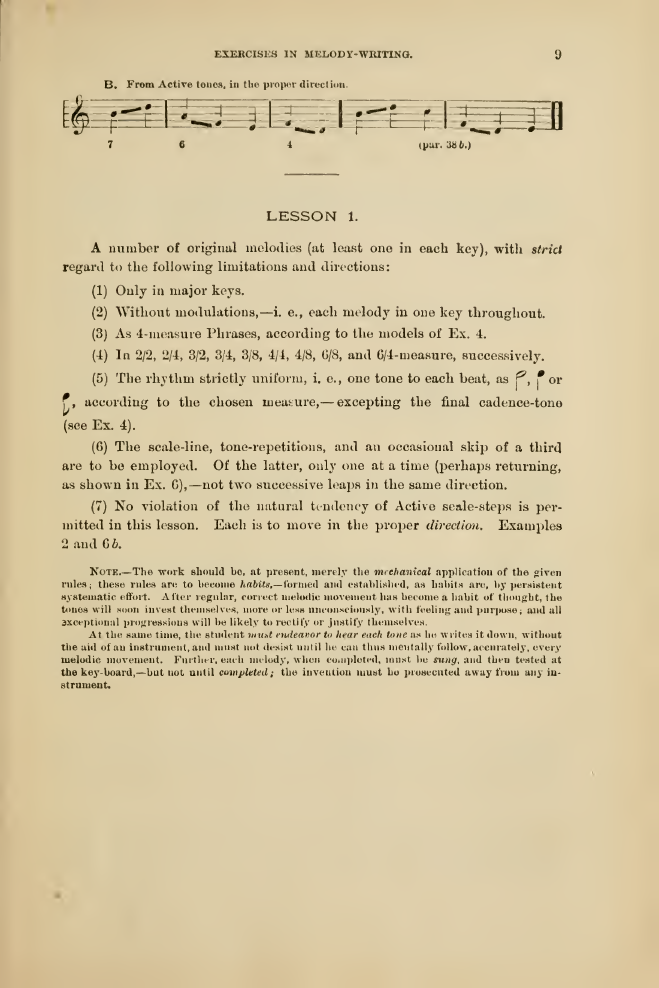 EXERCISES IN MELODY-WRITING. 9
B. From Active tones, in the proper direction.
7 6 4 (par. 38 b.)
LESSON 1.
A number of original melodies (at least one in each key), with strict
regard to the following limitations and directions:
(1) Only in major keys.
(2) Without modulations,—i. e., each melody in one key throughout.
(3) As 4-measure Phrases, according to the models of Ex. 4.
(4) In 2/2, 2/4, 3/2, 3/4, 3/8, 4/4, 4/8, 6/8, and 6/4-measure, successively.
(5) The rhythm strictly uniform, i. e., one tone to each beat, as , or
, according to the chosen measure,—excepting the final cadence-tone
(see Ex. 4).
(6) The scale-line, tone-repetitions, and an occasional skip of a third
are to be employed. Of the latter, only one at a time (perhaps returning,
as shown in Ex. 6),—not two successive leaps in the same direction.
(7) No violation of the natural tendency of Active scale-steps is per-
mitted in this lesson. Each is to move in the proper direction. Examples
2 and 6 b.
NOTE.—The work should be, at present, merely the mechanical application of the given
rules; these rules are to become habits,—formed and established, as habits are, by persistent
systematic effort. After regular, correct melodic movement has become a habit of thought, the
tones will soon invest themselves, more or less unconsciously, with feeling and purpose; and all
exceptional progressions will be likely to rectify or justify themselves.
At the same time, the student must endeavor to hear each tone as he writes it down, without
the aid of an instrument, and must not desist until he can thus mentally follow, accurately, every
melodic movement. Further, each melody, when completed, must be sung, and then tested at
the key-board,—but not until completed; the invention must be prosecuted away from any in-
strument.